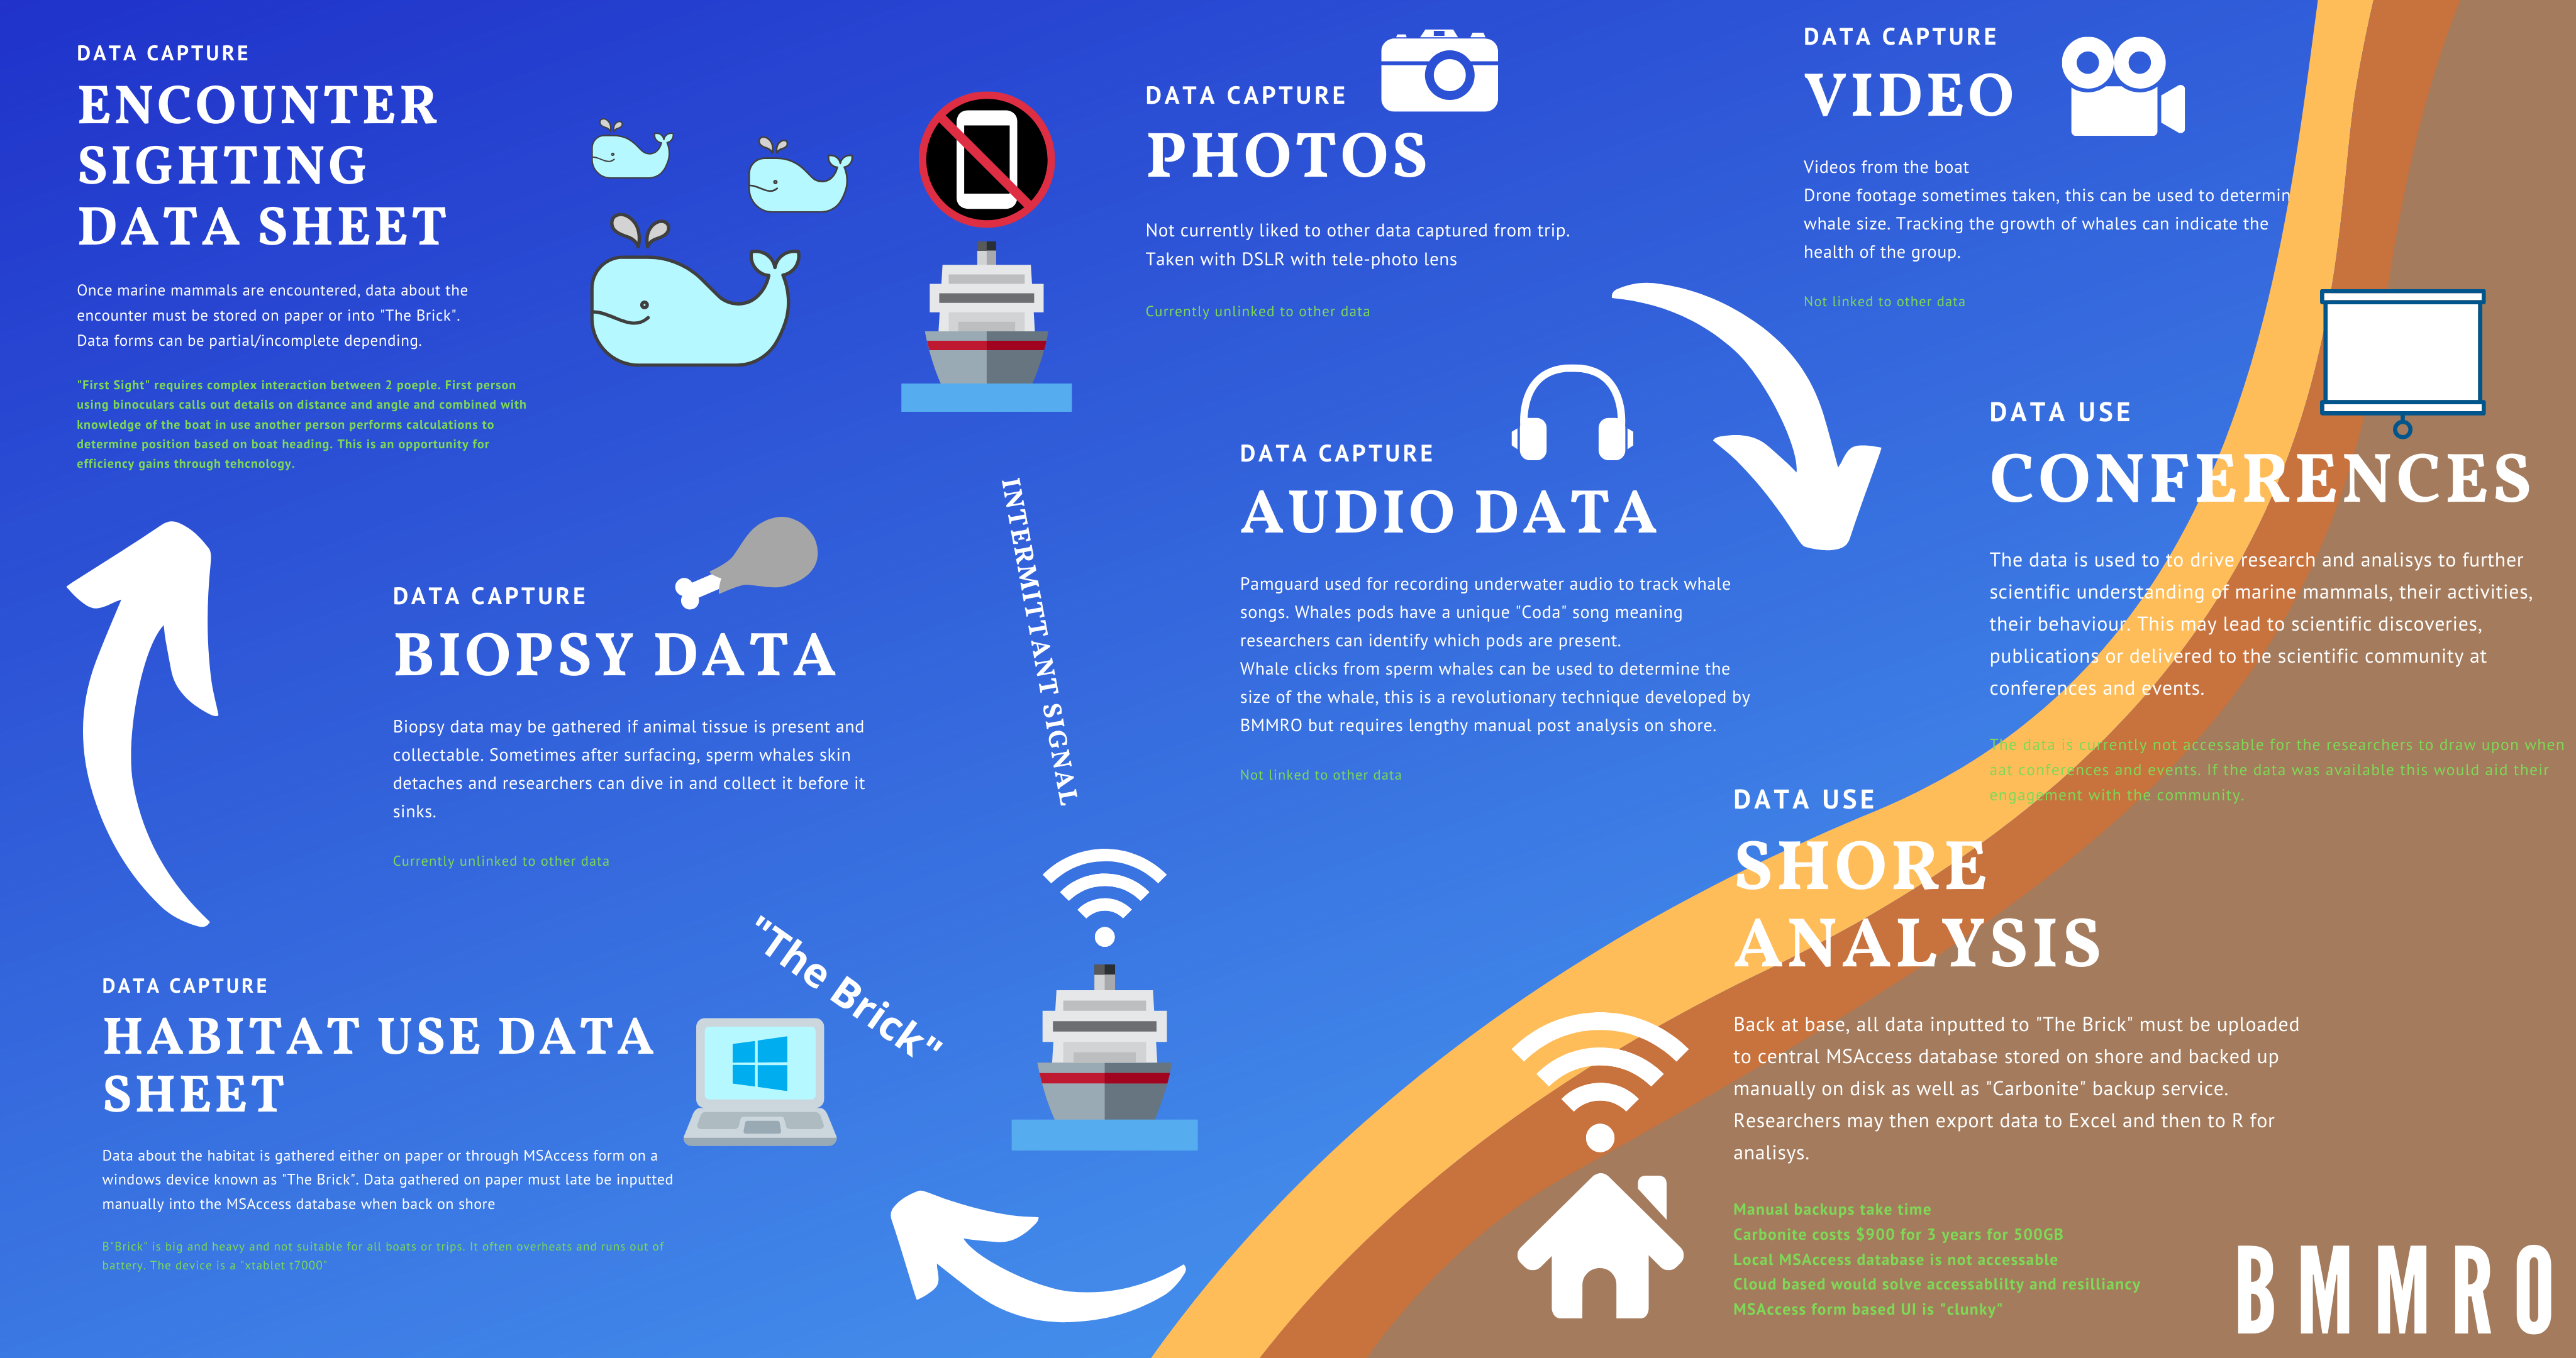 DATA CAPTURE
ENCOUNTER
SIGHTING
DATA SHEET
Once marine mammals are encountered, data about the
encounter must be stored on paper or into "The Brick".
Data forms can be partial/incomplete depending.
"First Sight" requires complex interaction between 2 poeple. First person
using binoculars calls out details on distance and angle and combined with
knowledge of the boat in use another person performs calculations to
determine position based on boat heading. This is an opportunity for
efficiency gains through tehcnology.
DATA CAPTURE
PHOTOS
Not currently liked to other data captured from trip.
Taken with DSLR with tele-photo lens
Currently unlinked to other data
DATA CAPTURE
VIDEO
Videos from the boat
Drone footage sometimes taken, this can be used to determin
whale size. Tracking the growth of whales can indicate the
health of the group.
Not linked to other data
DATA CAPTURE
BIOPSY DATA
Biopsy data may be gathered if animal tissue is present and
collectable. Sometimes after surfacing, sperm whales skin
detaches and researchers can dive in and collect it before it
sinks.
Currently unlinked to other data
INTERMITTANT SIGNAL
DATA CAPTURE
AUDIO DATA
Pamguard used for recording underwater audio to track whale
songs. Whales pods have a unique "Coda" song meaning
researchers can identify which pods are present.
Whale clicks from sperm whales can be used to determine the
size of the whale, this is a revolutionary technique developed by
BMMRO but requires lengthy manual post analysis on shore.
Not linked to other data
DATA USE
CONFERENCES
The data is used to to drive research and analisys to further
scientific understanding of marine mammals, their activities,
their behaviour. This may lead to scientific discoveries,
publications or delivered to the scientific community at
conferences and events.
The data is currently not accessable for the researchers to draw upon when
aat conferences and events. If the data was available this would aid their
engagement with the community.
DATA CAPTURE
HABITAT USE DATA
SHEET
Data about the habitat is gathered either on paper or through MSAccess form on a
windows device known as "The Brick". Data gathered on paper must late be inputted
manually into the MSAccess database when back on shore
B"Brick" is big and heavy and not suitable for all boats or trips. It often overheats and runs out of
battery. The device is a "xtablet t7000"
"The Brick"
DATA USE
SHORE
ANALYSIS
Back at base, all data inputted to "The Brick" must be uploaded
to central MSAccess database stored on shore and backed up
manually on disk as well as "Carbonite" backup service.
Researchers may then export data to Excel and then to R for
analisys.
Manual backups take time
Carbonite costs $900 for 3 years for 500GB
Local MSAccess database is not accessable
Cloud based would solve accessablilty and resilliancy
MSAccess form based UI is "clunky"
BMMRO